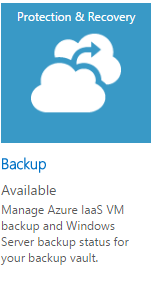 Protection & Recovery
Backup
Available
Manage Azure IaaS VM
backup and Windows
Server backup status for
your backup vault.